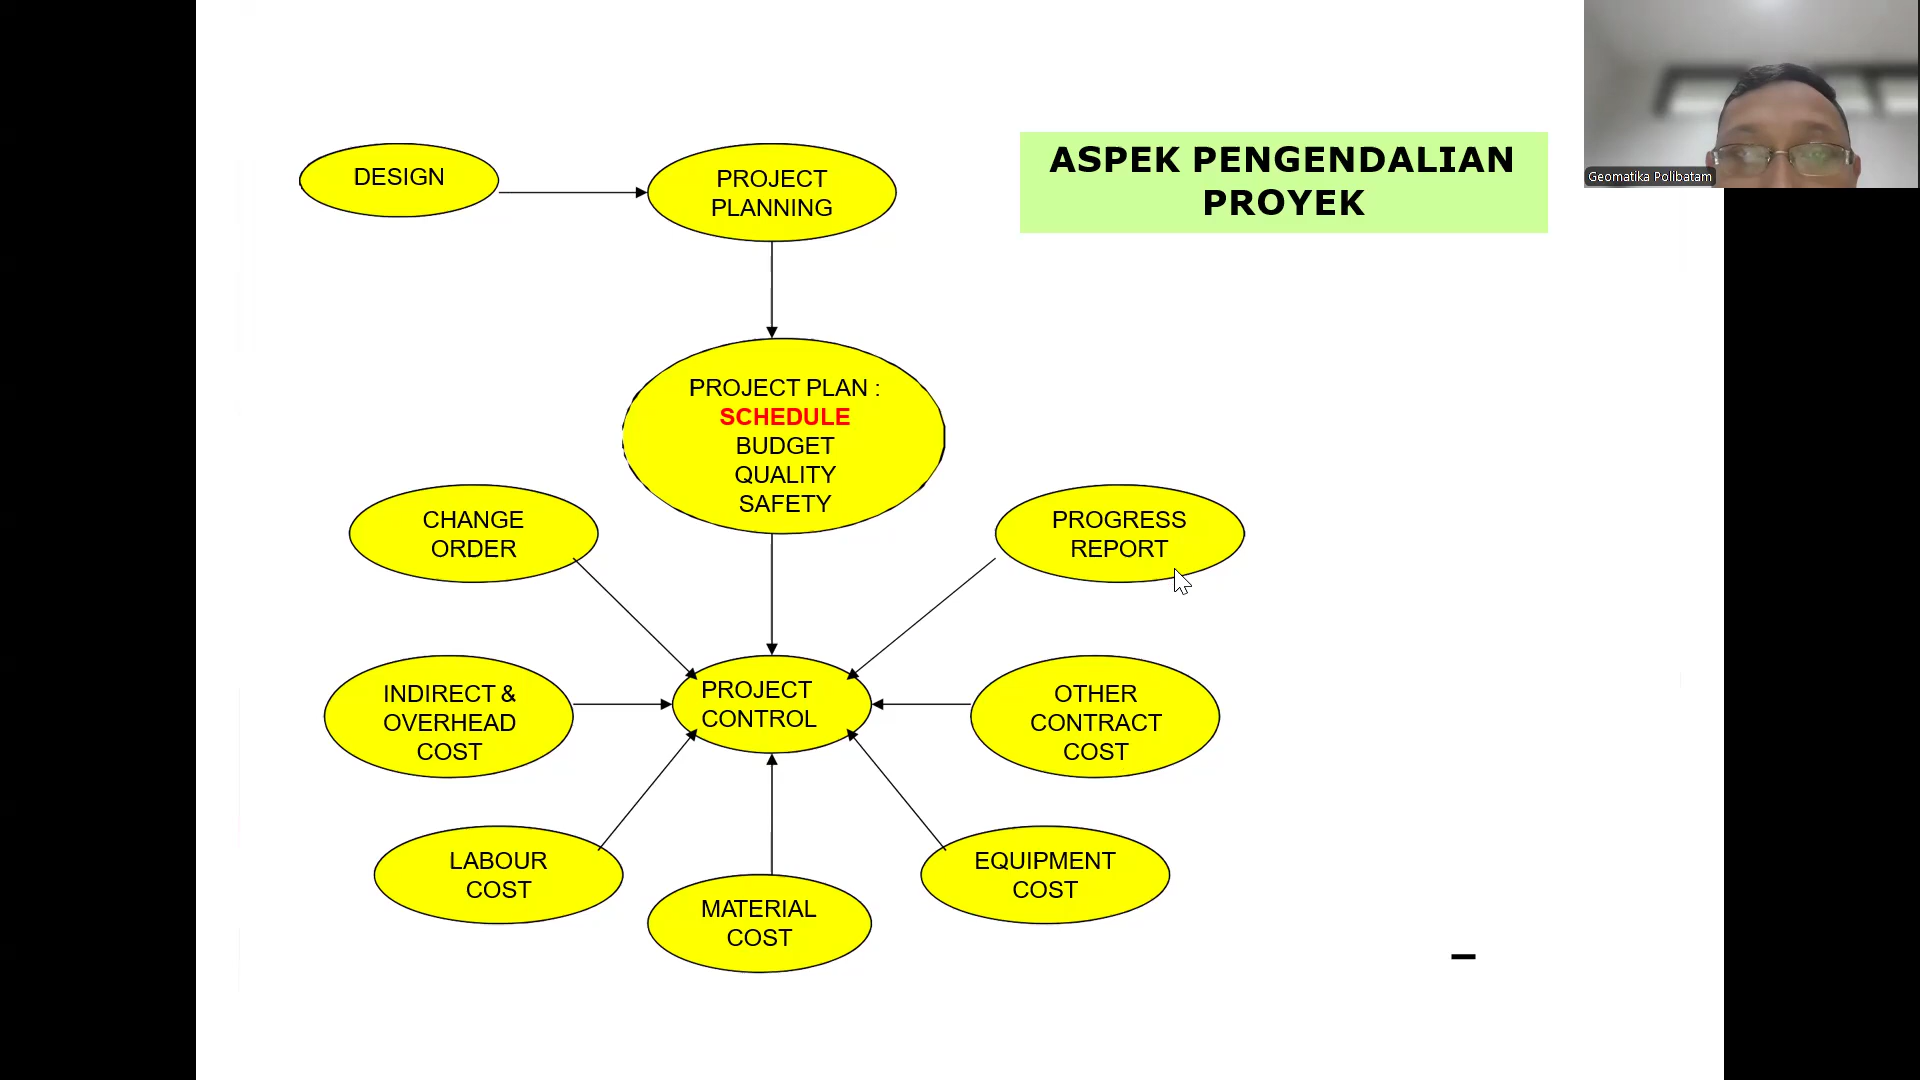 DESIGN
PROJECT
PLANNING
ASPEK PENGENDALIAN
PROYEK
Geomatika Polibatam
PROJECT PLAN :
SCHEDULE
BUDGET
QUALITY
SAFETY
CHANGE
ORDER
PROGRESS
REPORT
INDIRECT &
OVERHEAD
COST
PROJECT
CONTROL
OTHER
CONTRACT
COST
LABOUR
COST
MATERIAL
COST
EQUIPMENT
COST